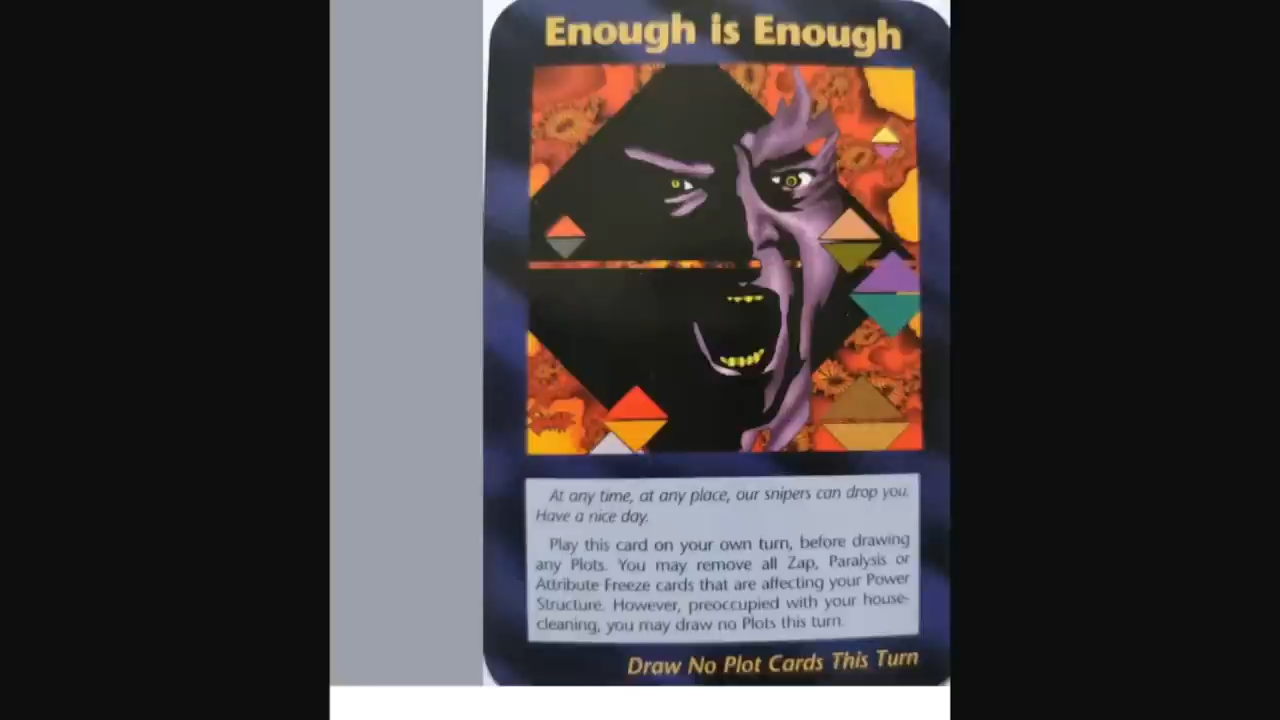 Enough is Enough
At any time, at any place, our snipers can drop you.
Have a nice day.
Play this card on your own turn, before drawing
any Plots. You may remove all Zap, Paralysis or
Attribute Freeze cards that are affecting your Power
Structure. However, preoccupied with your house-
cleaning, you may draw no Plots this turn.
Draw No Plot Cards This Turn